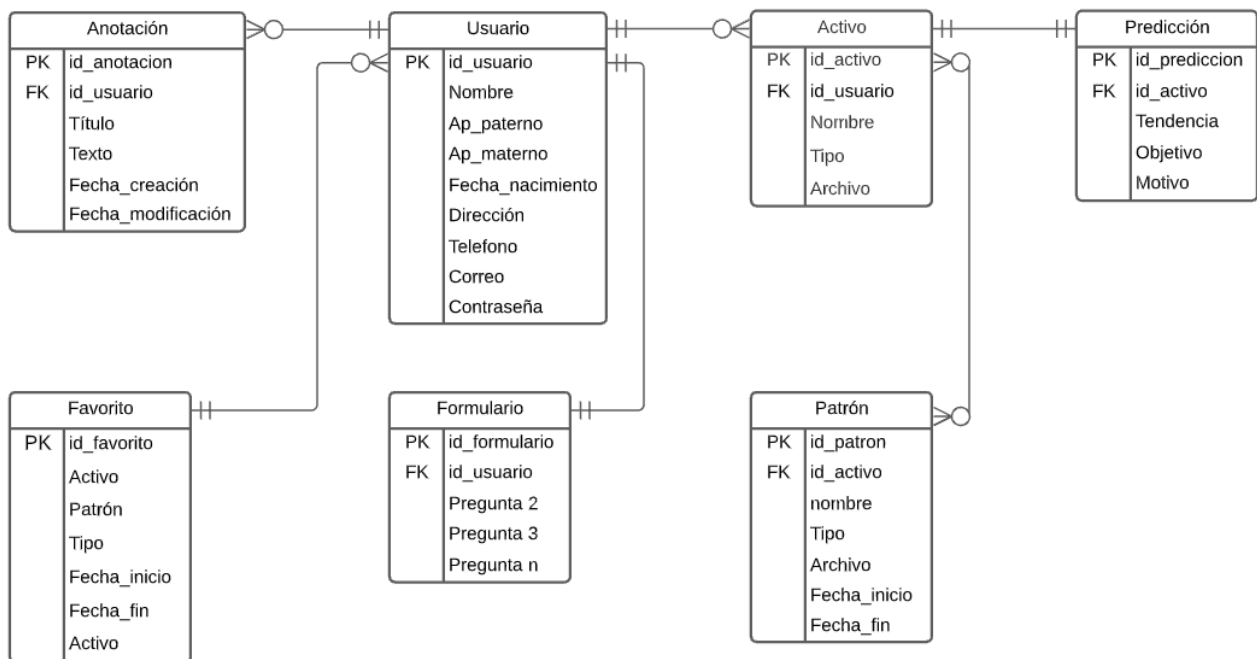 Anotación
PK id_anotacion
FK id_usuario
Título
Texto
Fecha_creación
Fecha_modificación
Usuario
PK id_usuario
Nombre
Ap_paterno
Ap_materno
Fecha_nacimiento
Dirección
Telefono
Correo
Contraseña
Activo
PK id_activo
FK id_usuario
Nombre
Tipo
Archivo
Predicción
PK id_prediccion
FK id_activo
Tendencia
Objetivo
Motivo
Favorito
PK id_favorito
Activo
Patrón
Tipo
Fecha_inicio
Fecha_fin
Activo
Formulario
PK id_formulario
FK id_usuario
Pregunta 2
Pregunta 3
Pregunta n
Patrón
PK id_patron
FK id_activo
nombre
Tipo
Archivo
Fecha_inicio
Fecha_fin